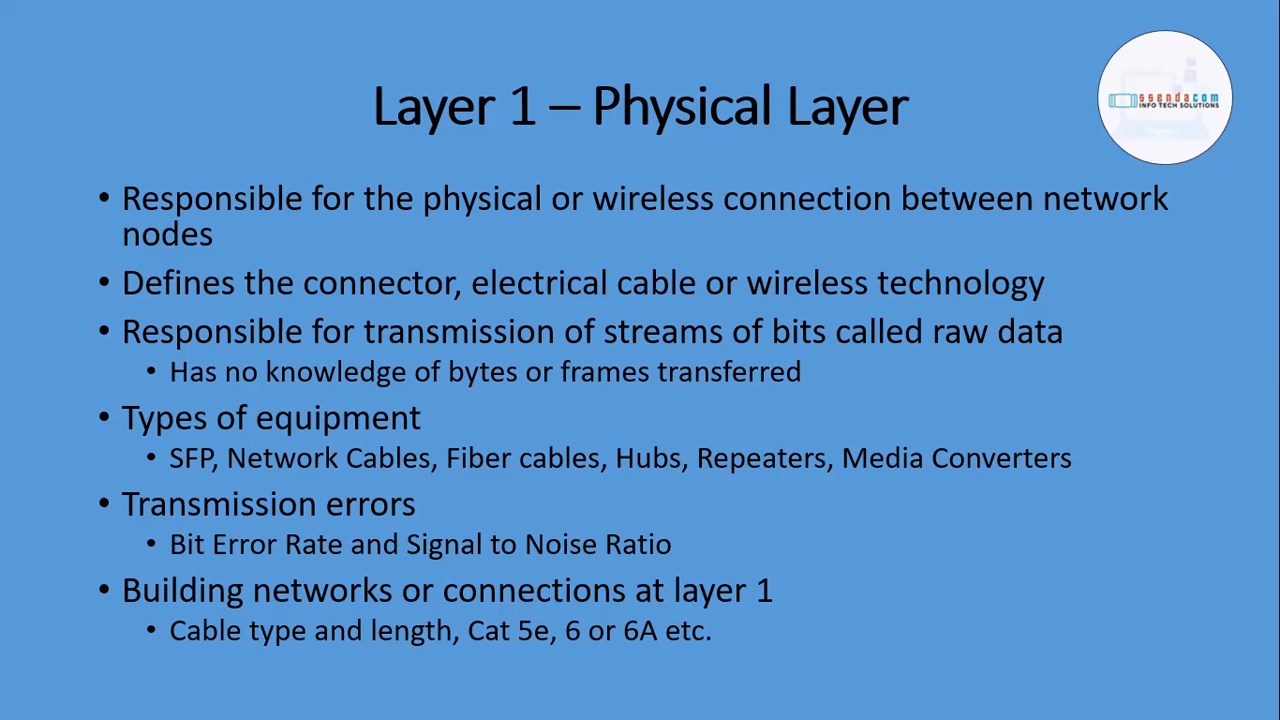 Layer 1 – Physical Layer
ssendacom
INFO TECH SOLUTIONS
• Responsible for the physical or wireless connection between network
nodes
• Defines the connector, electrical cable or wireless technology
• Responsible for transmission of streams of bits called raw data
• Has no knowledge of bytes or frames transferred
• Types of equipment
• SFP, Network Cables, Fiber cables, Hubs, Repeaters, Media Converters
• Transmission errors
• Bit Error Rate and Signal to Noise Ratio
• Building networks or connections at layer 1
• Cable type and length, Cat 5e, 6 or 6A etc.